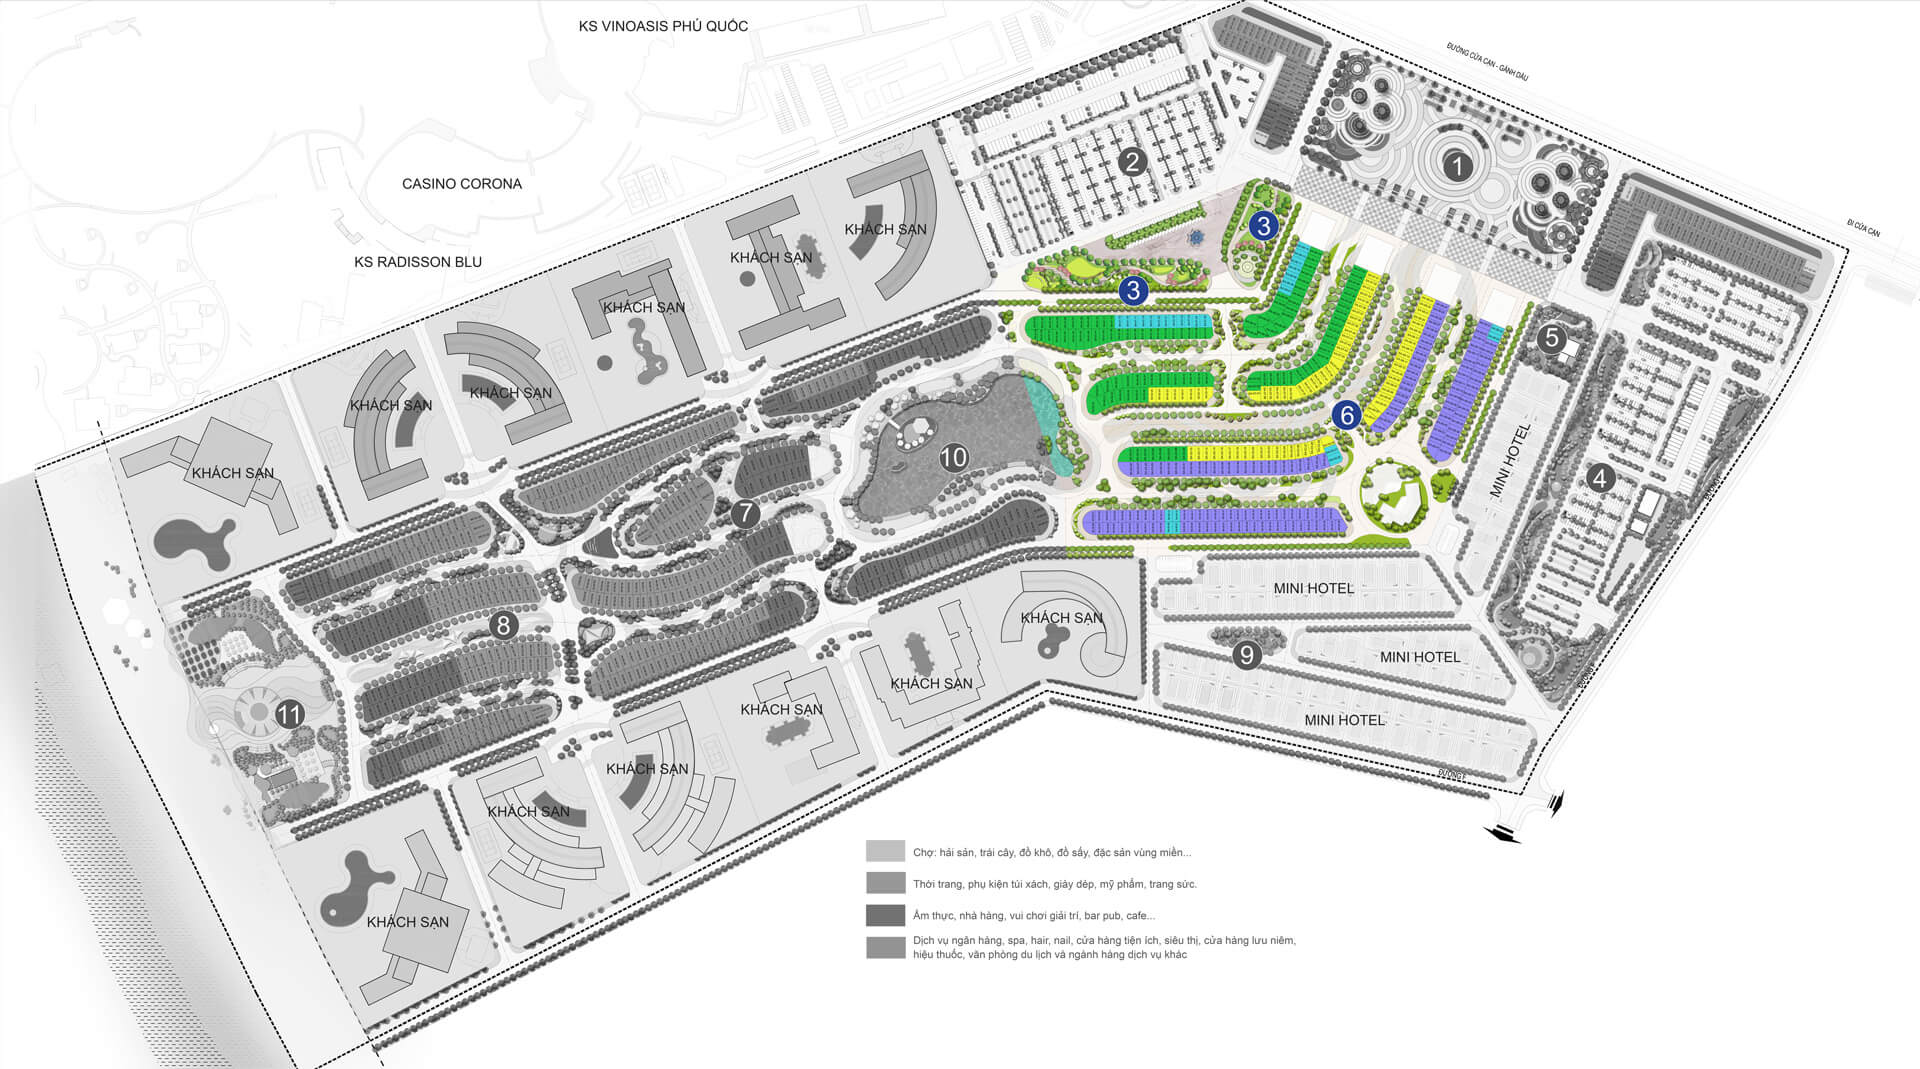 KS VINOASIS PHÚ QUỐC
ĐƯỜNG CỬA CẠN - GÀNH DẦU
1
2
CASINO CORONA
3
ĐI CỬA CẠN
KHÁCH SẠN
KHÁCH SẠN
KS RADISSON BLU
3
KHÁCH SẠN
5
KHÁCH SẠN
KHÁCH SẠN
6
MINI HOTEL
10
KHÁCH SẠN
4
7
MINI HOTEL
8
KHÁCH SẠN
9
MINI HOTEL
KHÁCH SẠN
KHÁCH SẠN
11
MINI HOTEL
KHÁCH SẠN
KHÁCH SẠN
KHÁCH SẠN
Chợ: hải sản, trái cây, đồ khô, đồ sấy, đặc sản vùng miền...
Thời trang, phụ kiện túi xách, giày dép, mỹ phẩm, trang sức.
Ẩm thực, nhà hàng, vui chơi giải trí, bar pub, cafe...
Dịch vụ ngân hàng, spa, hair, nail, cửa hàng tiện ích, siêu thị, cửa hàng lưu niêm,
hiệu thuốc, văn phòng du lịch và ngành hàng dịch vụ khác